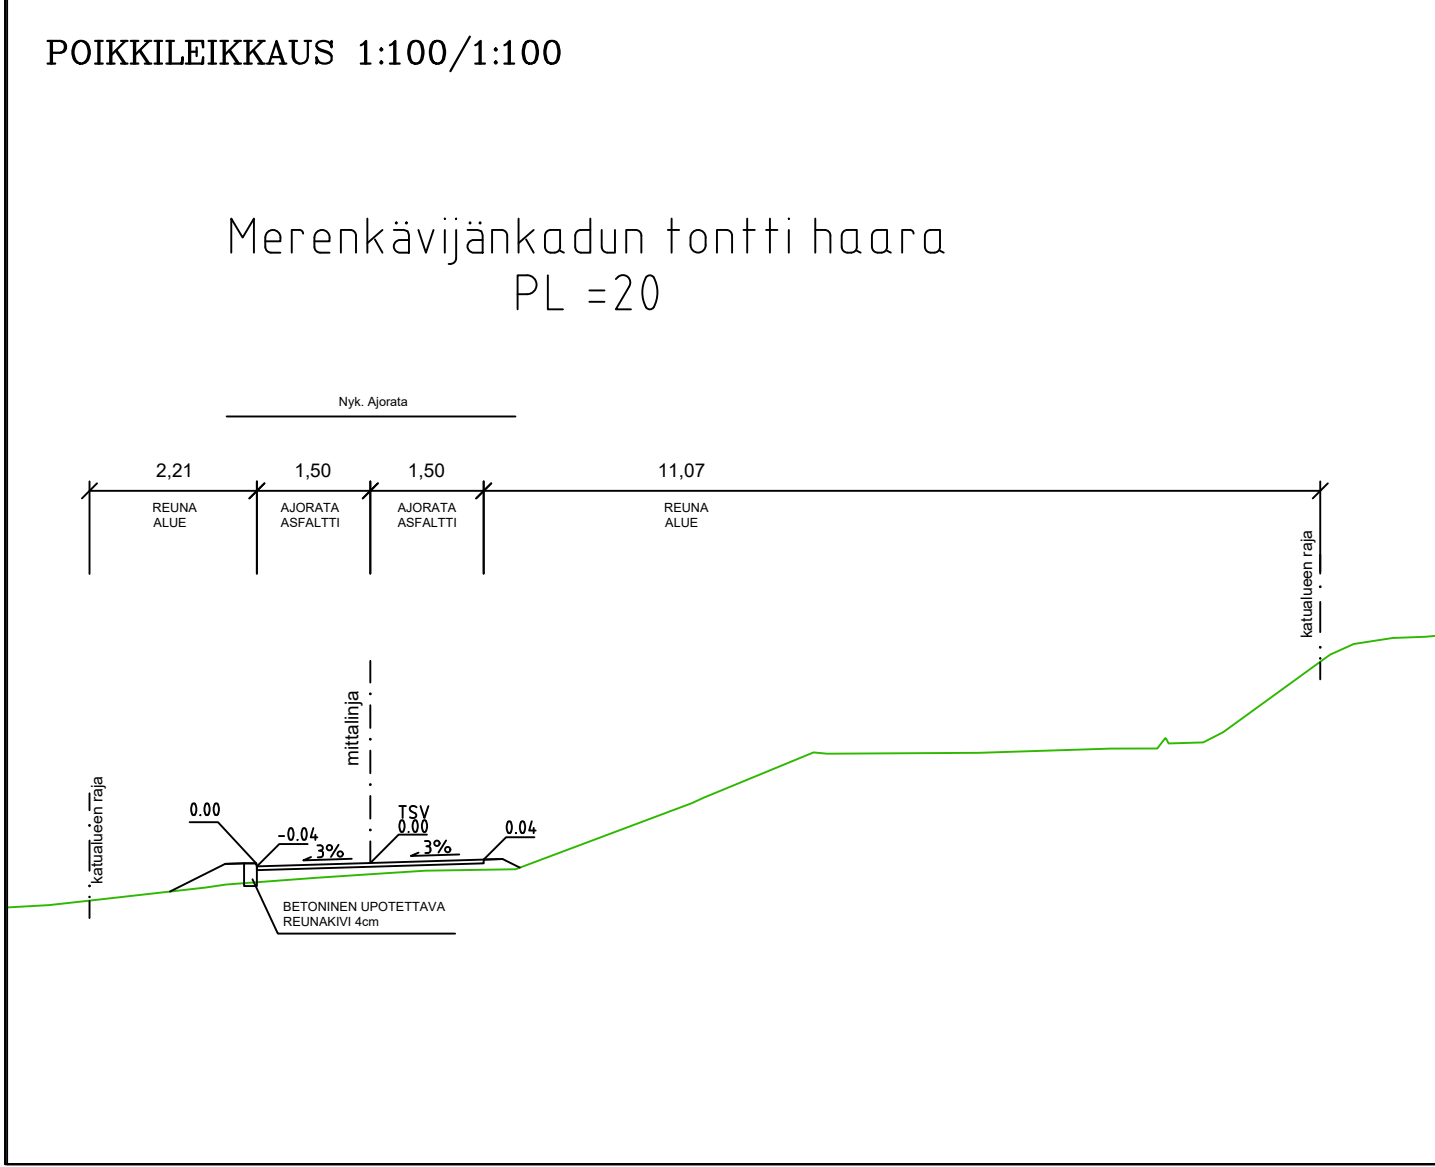 POIKKILEIKKAUS 1:100/1:100
Merenkävijänkadun tontti haara
PL =20
Nyk. Ajorata
2,21 1,50 1,50 11,07
REUNA
ALUE
AJORATA
ASFALTTI
AJORATA
ASFALTTI
REUNA
ALUE
katualueen raja
mittalinja
katualueen raja
0.00
-0.04
3%
TSV
0.00
3%
0.04
BETONINEN UPOTETTAVA
REUNAKIVI 4cm